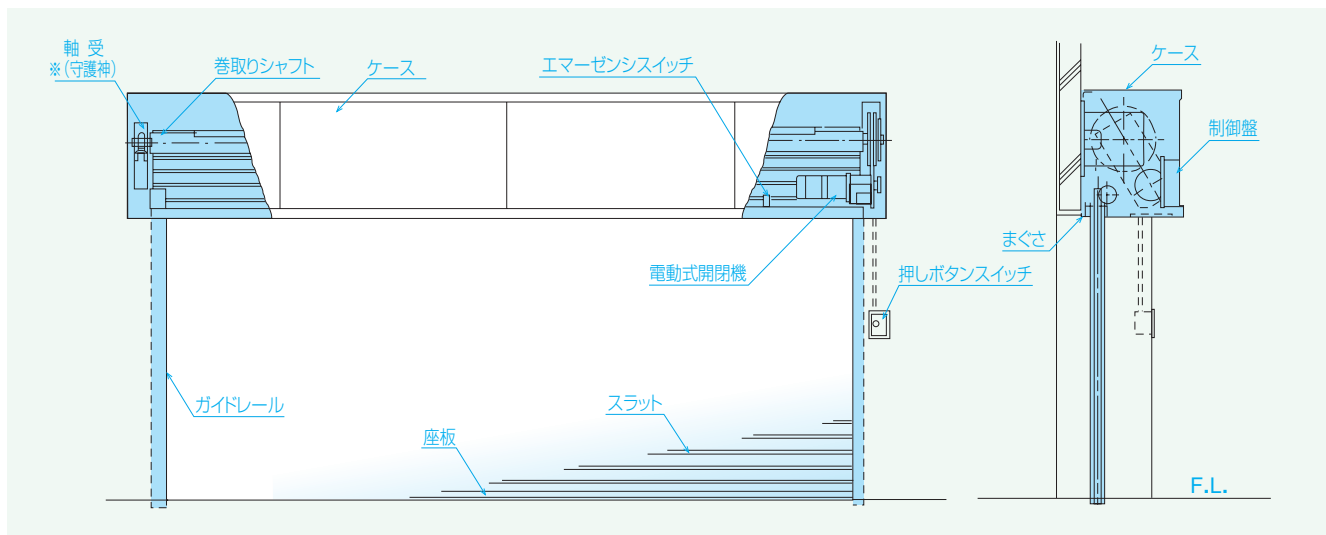 軸 受
※(守護神)
巻取りシャフト
ケース
エマーゼンシスイッチ
電動式開閉機
押しボタンスイッチ
ガイドレール
スラット
座板
ケース
制御盤
まぐさ
F.L.